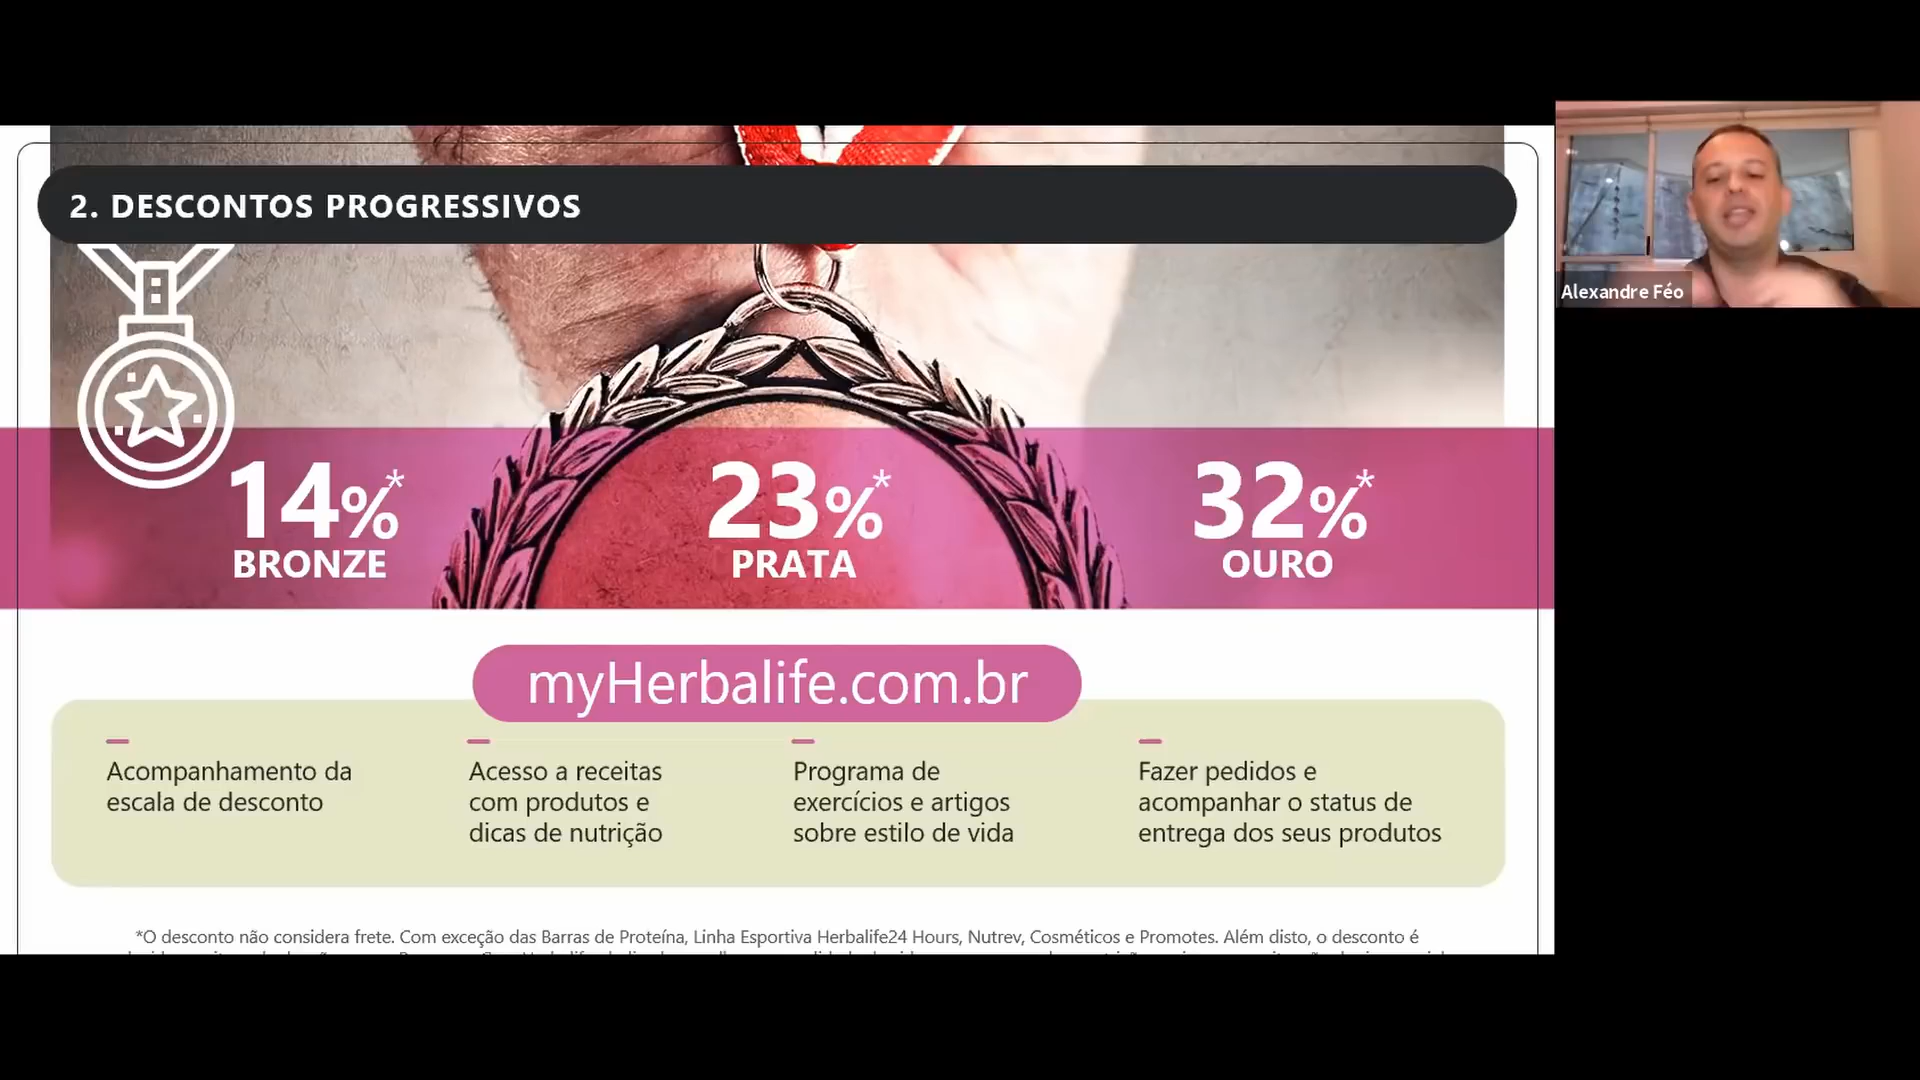 2. DESCONTOS PROGRESSIVOS
14%*
BRONZE
23%*
PRATA
32%*
OURO
myHerbalife.com.br
Acompanhamento da
escala de desconto
Acesso a receitas
com produtos e
dicas de nutrição
Programa de
exercícios e artigos
sobre estilo de vida
Fazer pedidos e
acompanhar o status de
entrega dos seus produtos
*O desconto não considera frete. Com exceção das Barras de Proteína, Linha Esportiva Herbalife24 Hours, Nutrev, Cosméticos e Promotes. Além disto, o desconto é
Alexandre Féo